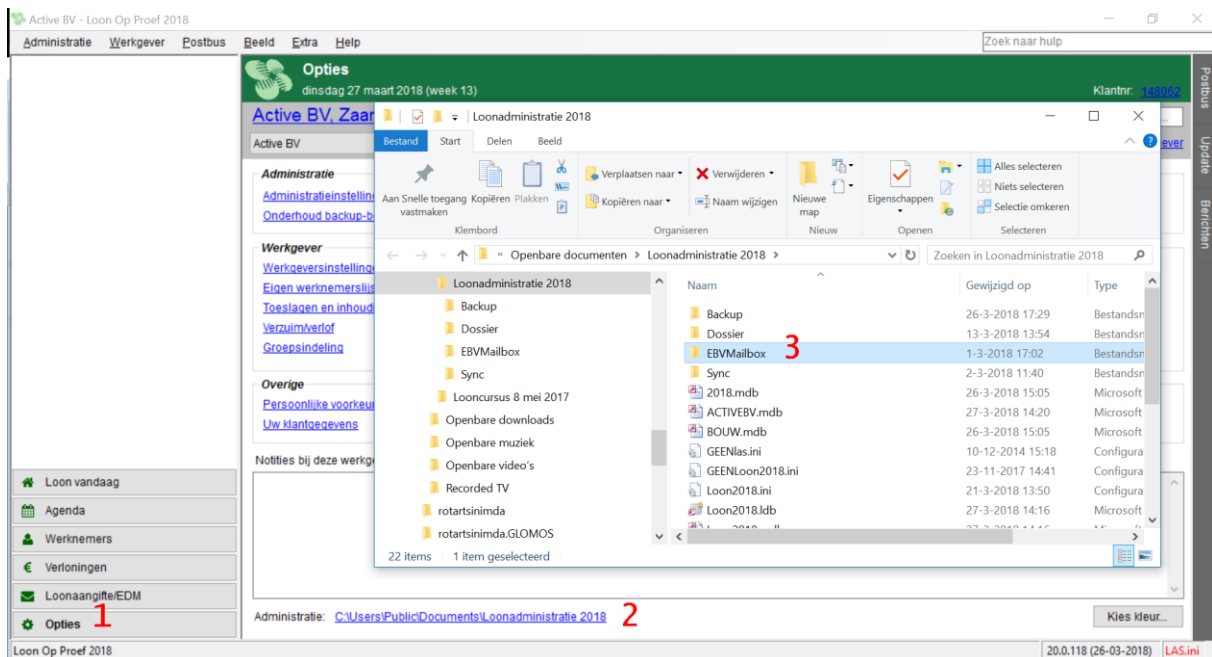 Active BV - Loon Op Proef 2018
Administratie Werkgever Postbus Beeld Extra Help
Zoek naar hulp
Opties
dinsdag 27 maart 2018 (week 13)
Klantnr: 148062
Postbus
Update
Berichten
Active BV, Zaan
Active BV
ever
Administratie
Administratieinstelling
Onderhoud backup-b
Werkgever
Werkgeversinstelling
Eigen werknemerslijs
Toeslagen en inhoudi
Verzuim/verlof
Groepsindeling
Overige
Persoonlijke voorkeur
Uw klantgegevens
Notities bij deze werkge
Loonadministratie 2018
Bestand Start Delen Beeld
Aan Snelle toegang vastmaken
Kopiëren Plakken
Klembord
Verplaatsen naar
Kopiëren naar
Verwijderen
Naam wijzigen
Organiseren
Nieuwe map
Nieuw
Eigenschappen
Openen
Alles selecteren
Niets selecteren
Selectie omkeren
Selecteren
« Openbare documenten > Loonadministratie 2018 >
Zoeken in Loonadministratie 2018
Loonadministratie 2018
Backup
Dossier
EBVMailbox
Sync
Looncursus 8 mei 2017
Openbare downloads
Openbare muziek
Openbare video's
Recorded TV
rotartsinimda
rotartsinimda.GLOMOS
Naam Gewijzigd op Type
Backup 26-3-2018 17:29 Bestandsn
Dossier 13-3-2018 13:54 Bestandsn
EBVMailbox 3 1-3-2018 17:02 Bestandsn
Sync 2-3-2018 11:40 Bestandsn
2018.mdb 26-3-2018 15:05 Microsoft
ACTIVEBV.mdb 27-3-2018 14:20 Microsoft
BOUW.mdb 26-3-2018 15:05 Microsoft
GEENlas.ini 10-12-2014 15:18 Configura
GEENLoon2018.ini 23-11-2017 14:41 Configura
Loon2018.ini 21-3-2018 13:50 Configura
Loon2018.ldb 27-3-2018 14:16 Microsoft
22 items 1 item geselecteerd
Loon vandaag
Agenda
Werknemers
€ Verloningen
Loonaangifte/EDM
Opties 1
Administratie: C:\Users\Public\Documents\Loonadministratie 2018 2
Kies kleur...
Loon Op Proef 2018
20.0.118 (26-03-2018) LAS.ini